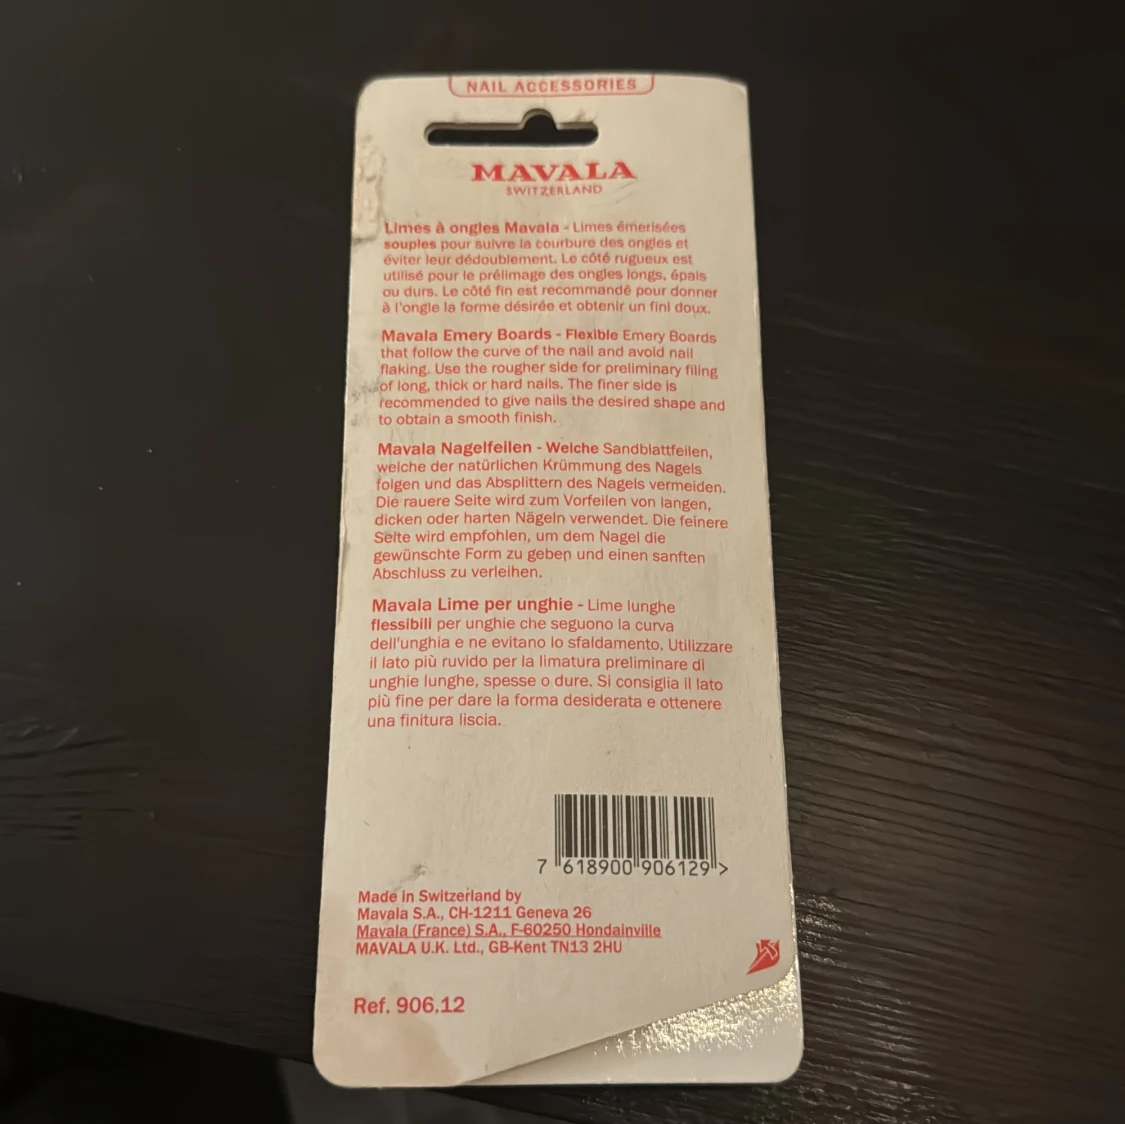 NAIL ACCESSORIES
MAVALA
SWITZERLAND
Limes à ongles Mavala - Limes émerisées
souples pour suivre la courbure des ongles et
éviter leur dédoublement. Le côté rugueux est
utilisé pour le prélimage des ongles longs, épais
ou durs. Le côté fin est recommandé pour donner
à l'ongle la forme désirée et obtenir un fini doux.
Mavala Emery Boards - Flexible Emery Boards
that follow the curve of the nail and avoid nail
flaking. Use the rougher side for preliminary filing
of long, thick or hard nails. The finer side is
recommended to give nails the desired shape and
to obtain a smooth finish.
Mavala Nagelfeilen - Weiche Sandblattfeilen,
welche der natürlichen Krümmung des Nagels
folgen und das Absplittern des Nagels vermeiden.
Die rauere Seite wird zum Vorfeilen von langen,
dicken oder harten Nägeln verwendet. Die feinere
Seite wird empfohlen, um dem Nagel die
gewünschte Form zu geben und einen sanften
Abschluss zu verleihen.
Mavala Lime per unghie - Lime lunghe
flessibili per unghie che seguono la curva
dell'unghia e ne evitano lo sfaldamento. Utilizzare
il lato più ruvido per la limatura preliminare di
unghie lunghe, spesse o dure. Si consiglia il lato
più fine per dare la forma desiderata e ottenere
una finitura liscia.
7 618900 906129 >
Made in Switzerland by
Mavala S.A., CH-1211 Geneva 26
Mavala (France) S.A., F-60250 Hondainville
MAVALA U.K. Ltd., GB-Kent TN13 2HU
Ref. 906.12